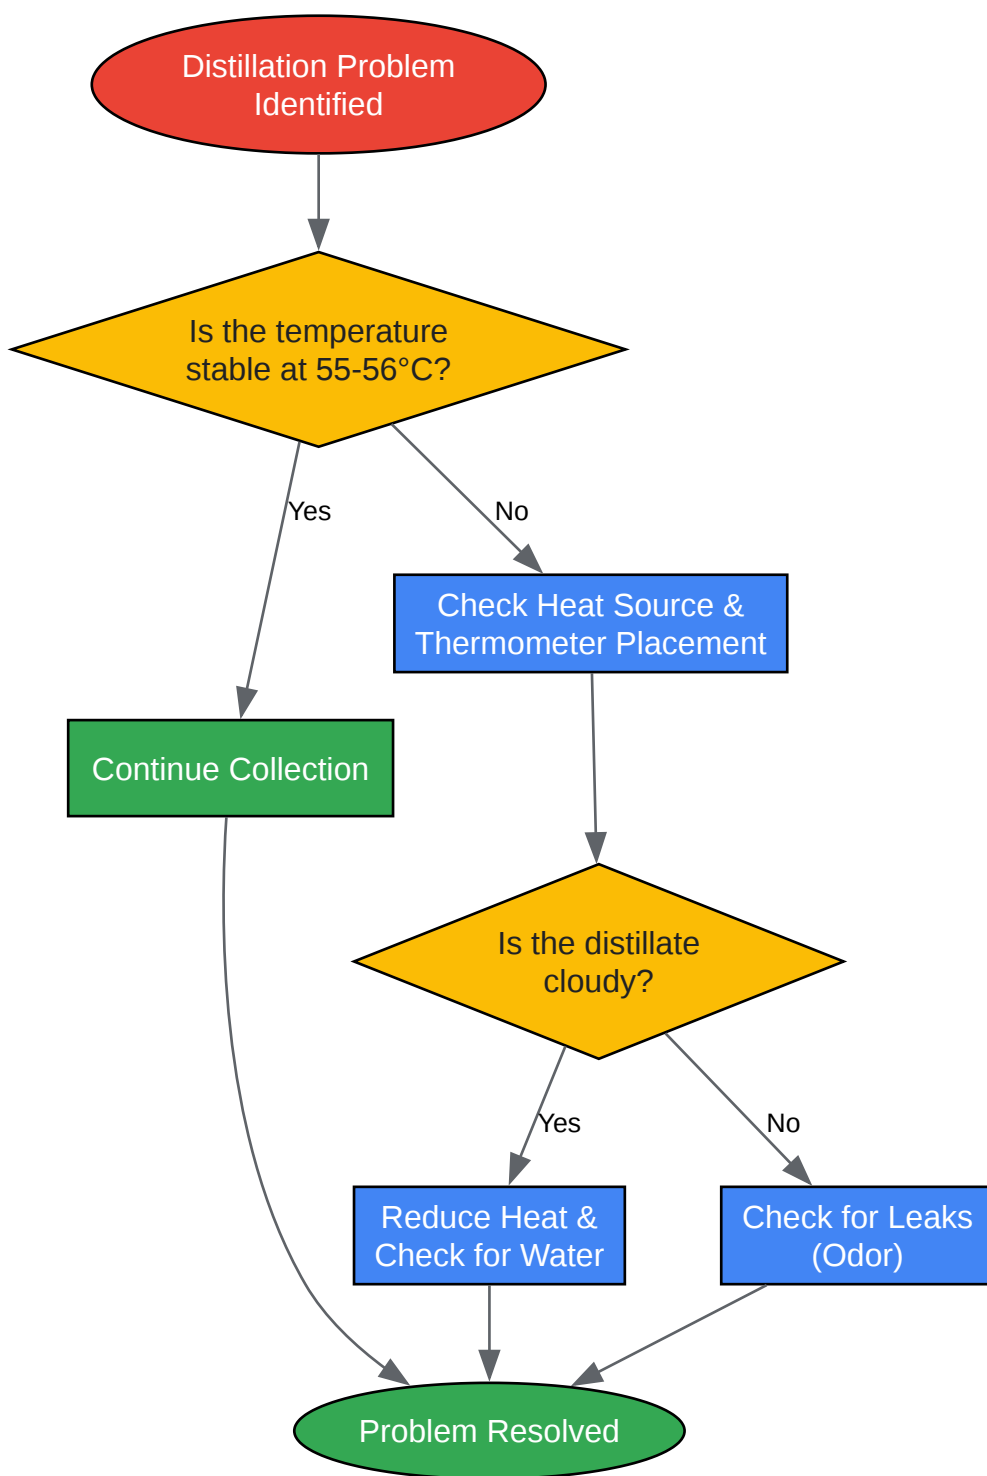 Distillation Problem
Identified
Is the temperature
stable at 55-56°C?
Yes
No
Check Heat Source &
Thermometer Placement
Continue Collection
Is the distillate
cloudy?
Yes
No
Reduce Heat &
Check for Water
Check for Leaks
(Odor)
Problem Resolved